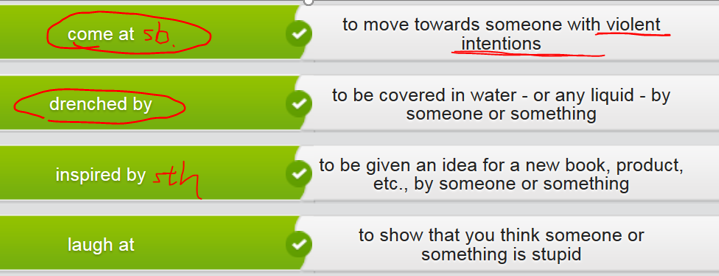 come at sb.
to move towards someone with violent
intentions
drenched by
to be covered in water - or any liquid - by
someone or something
inspired by sth
to be given an idea for a new book, product,
etc., by someone or something
laugh at
to show that you think someone or
something is stupid